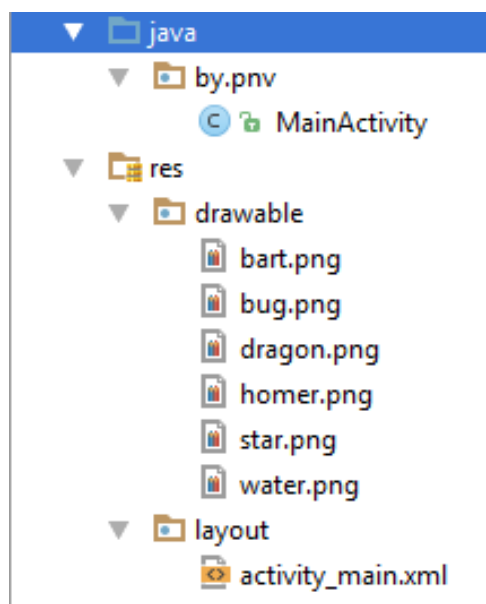 java
by.pnv
C MainActivity
res
drawable
bart.png
bug.png
dragon.png
homer.png
star.png
water.png
layout
activity_main.xml